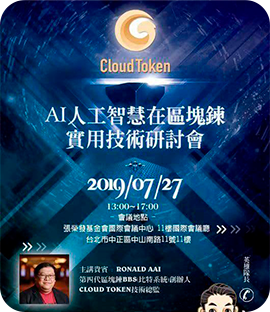 Cloud Token
AI人工智慧在區塊鍊
實用技術研討會
2019/07/27
13:00~17:00
會議地點
張榮發基金會國際會議中心 11樓國際會議廳
台北市中正區中山南路11號11樓
英雄隊長
主講貴賓 RONALD AAI
第四代區塊鍊BBS比特系統 創辦人
CLOUD TOKEN技術總監